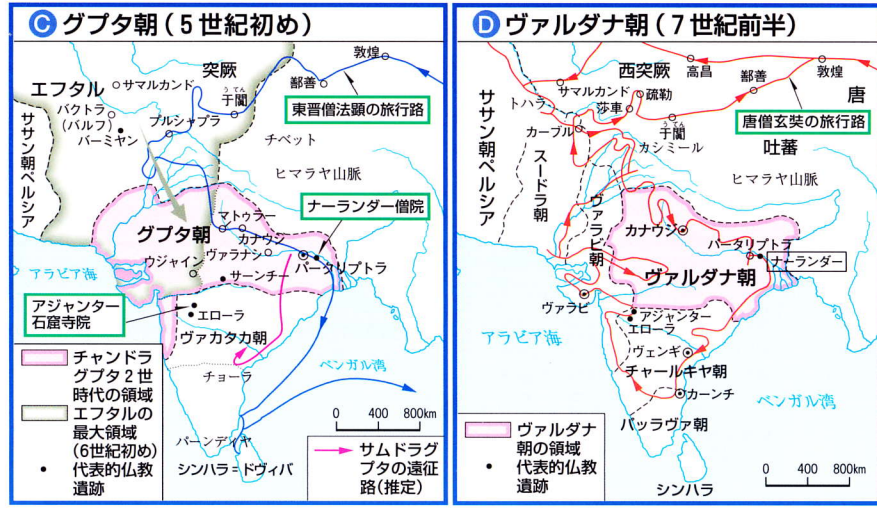 C グプタ朝(5世紀初め)
突厥
敦煌
鄯善
エフタル
サマルカンド
うてん
于闐
東晋僧法顕の旅行路
バクトラ
(バルフ)
バーミヤン
プルシャプラ
チベット
ササン朝ペルシア
ヒマラヤ山脈
ナーランダー僧院
マトゥラー
グプタ朝
カナウジ
ヴァラナシ
パータリプトラ
アラビア海
ウジャイン
サーンチー
アジャンター
石窟寺院
エローラ
ヴァカタカ朝
チョーラ
ベンガル湾
パーンディヤ
シンハラ=ドヴィパ
0 400 800km
チャンドラ
グプタ2世
時代の領域
エフタルの
最大領域
(6世紀初め)
代表的仏教
遺跡
サムドラグ
プタの遠征
路(推定)
D ヴァルダナ朝(7世紀前半)
西突厥
高昌
敦煌
サマルカンド
疏勒
鄯善
唐
トハラ
莎車
うてん
于闐
唐僧玄奘の旅行路
カーブル
カシミール
吐蕃
ササン朝ペルシア
スードラ朝
ヒマラヤ山脈
ヴァラビ朝
カナウジ
パータリプトラ
ナーランダー
ヴァルダナ朝
ヴァラビ
アジャンター
エローラ
アラビア海
ヴェンギ
チャールキヤ朝
カーンチ
ベンガル湾
パッラヴァ朝
シンハラ
ヴァルダナ
朝の領域
代表的仏教
遺跡
0 400 800km